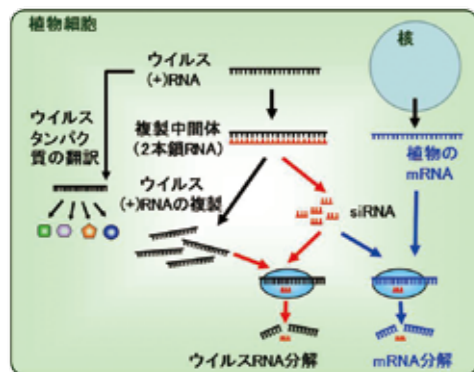 植物細胞
核
ウイルス
(+)RNA
ウイルス
タンパク
質の翻訳
複製中間体
(2本鎖RNA)
植物の
mRNA
ウイルス
(+)RNAの複製
siRNA
ウイルスRNA分解
mRNA分解